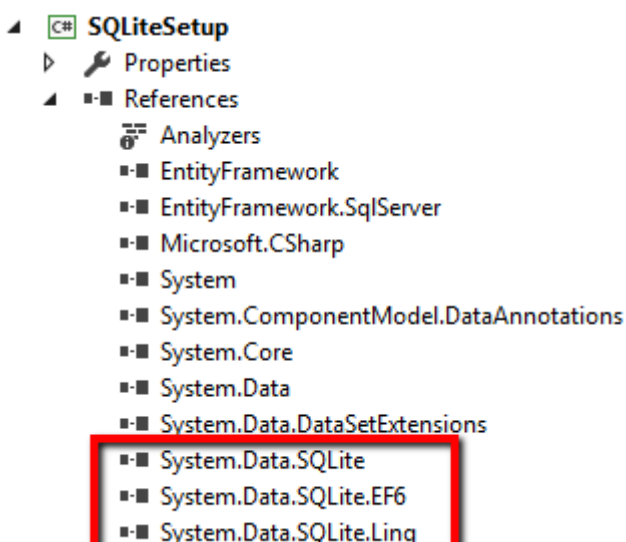 C# SQLiteSetup
Properties
References
Analyzers
EntityFramework
EntityFramework.SqlServer
Microsoft.CSharp
System
System.ComponentModel.DataAnnotations
System.Core
System.Data
System.Data.DataSetExtensions
System.Data.SQLite
System.Data.SQLite.EF6
System.Data.SQLite.Linq